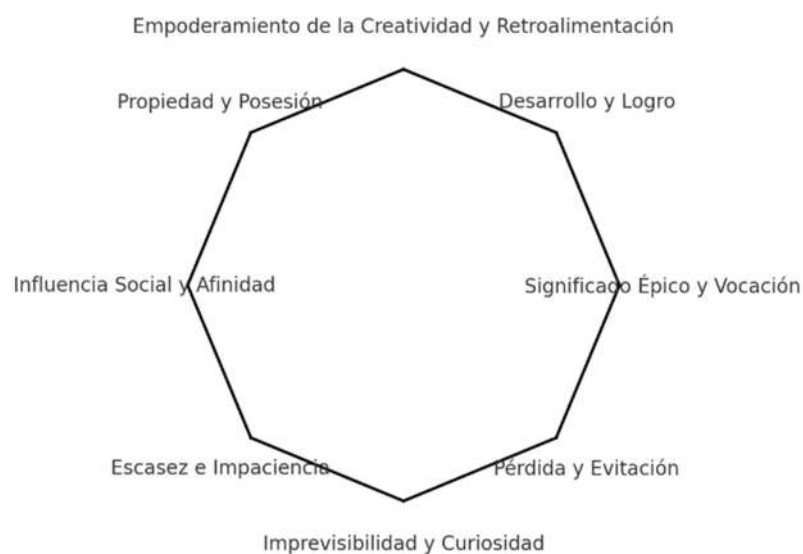 Empoderamiento de la Creatividad y Retroalimentación
Propiedad y Posesión
Desarrollo y Logro
Influencia Social y Afinidad
Significado Épico y Vocación
Escasez e Impaciencia
Pérdida y Evitación
Imprevisibilidad y Curiosidad